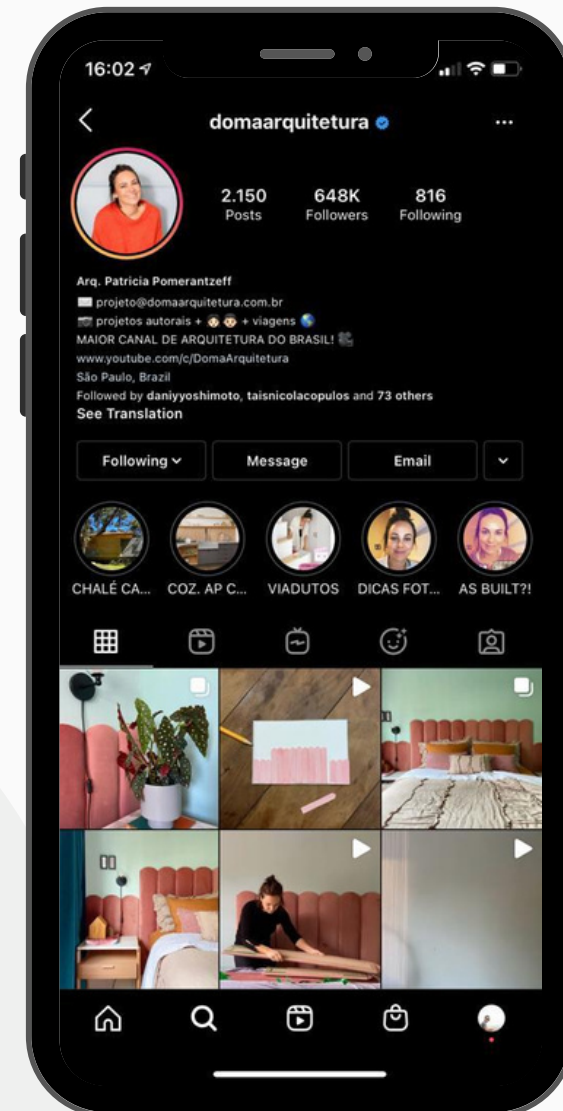 16:02
domaarquitetura
2.150 648K 816
Posts Followers Following
Arq. Patricia Pomerantzeff
projeto@domaarquitetura.com.br
projetos autorais + + viagens
MAIOR CANAL DE ARQUITETURA DO BRASIL!
www.youtube.com/c/DomaArquitetura
São Paulo, Brazil
Followed by daniyyoshimoto, taisnicolacopulos and 73 others
See Translation
Following Message Email
CHALÉ CA... COZ. AP C... VIADUTOS DICAS FOT... AS BUILT?!